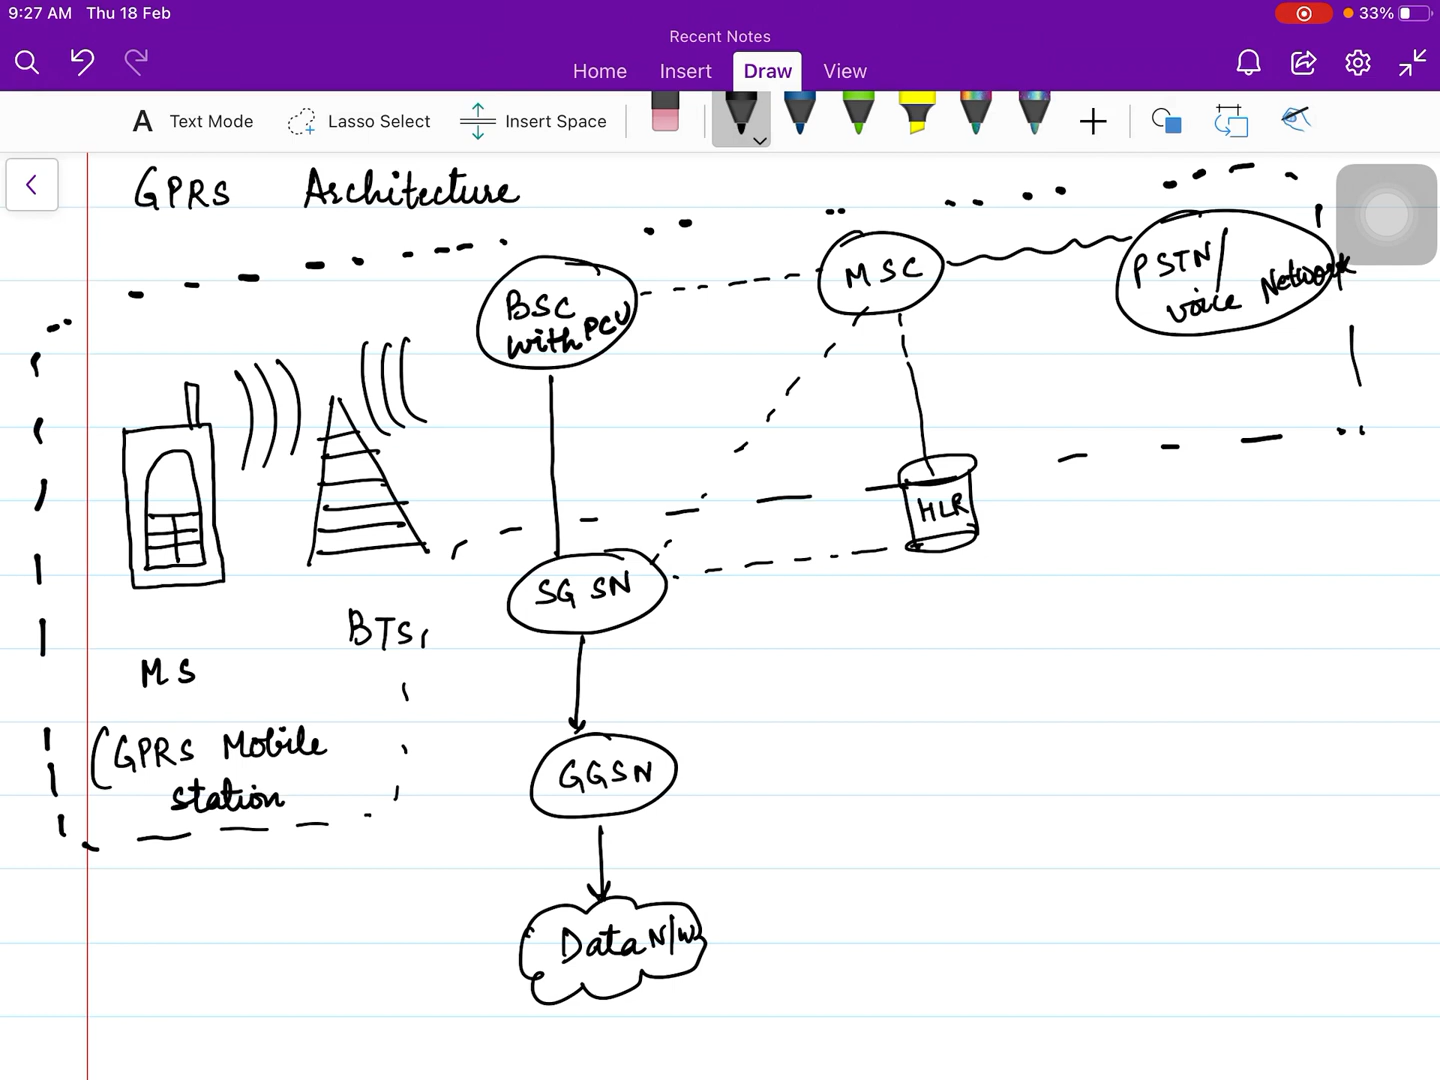 9:27 AM Thu 18 Feb
33%
Recent Notes
Home Insert Draw View
A Text Mode Lasso Select Insert Space
GPRS Architecture
BSC
with PCU
MSC
PSTN/
voice Network
HLR
SGSN
BTS
MS
(GPRS Mobile
station
GGSN
Data N/W